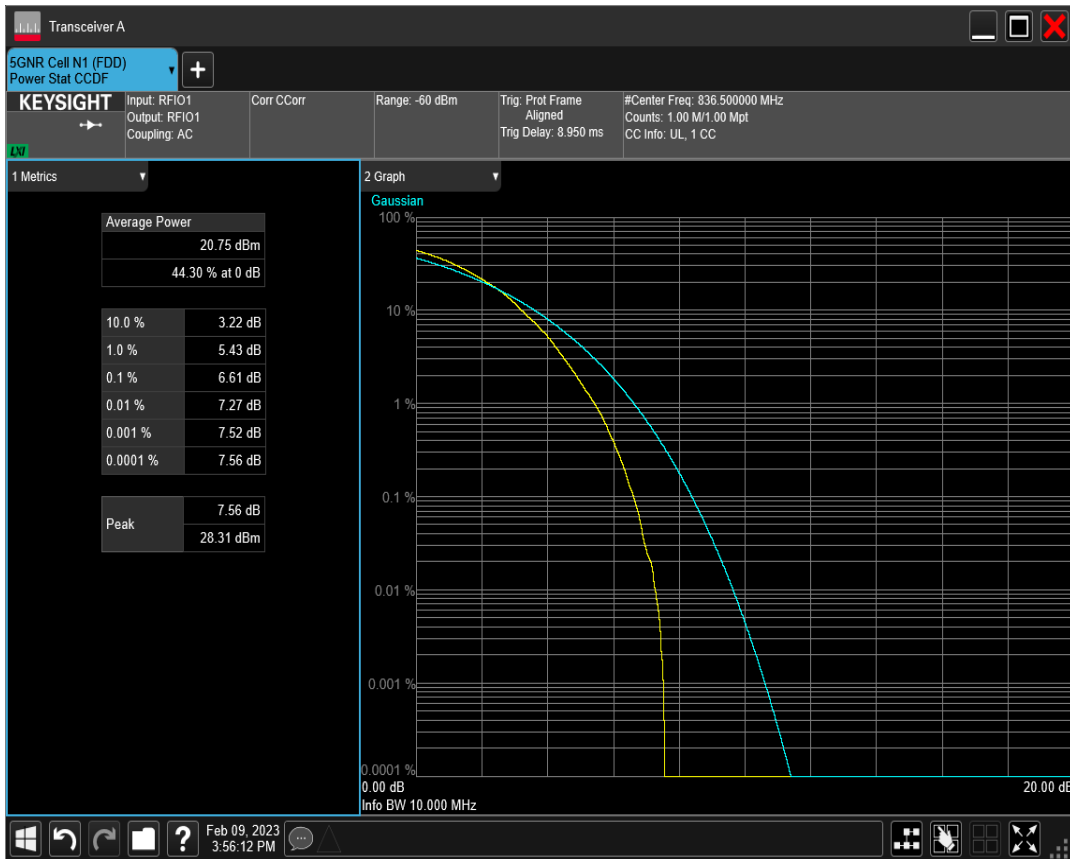 Transceiver A
5GNR Cell N1 (FDD)
Power Stat CCDF
KEYSIGHT
LXI
Input: RFIO1
Output: RFIO1
Coupling: AC
Corr CCorr
Range: -60 dBm
Trig: Prot Frame
Aligned
Trig Delay: 8.950 ms
#Center Freq: 836.500000 MHz
Counts: 1.00 M/1.00 Mpt
CC Info: UL, 1 CC
1 Metrics
Average Power
20.75 dBm
44.30 % at 0 dB
10.0 % 3.22 dB
1.0 % 5.43 dB
0.1 % 6.61 dB
0.01 % 7.27 dB
0.001 % 7.52 dB
0.0001 % 7.56 dB
Peak
7.56 dB
28.31 dBm
2 Graph
Gaussian
100 %
10 %
1 %
0.1 %
0.01 %
0.001 %
0.0001 %
0.00 dB 20.00 dB
Info BW 10.000 MHz
?
Feb 09, 2023
3:56:12 PM